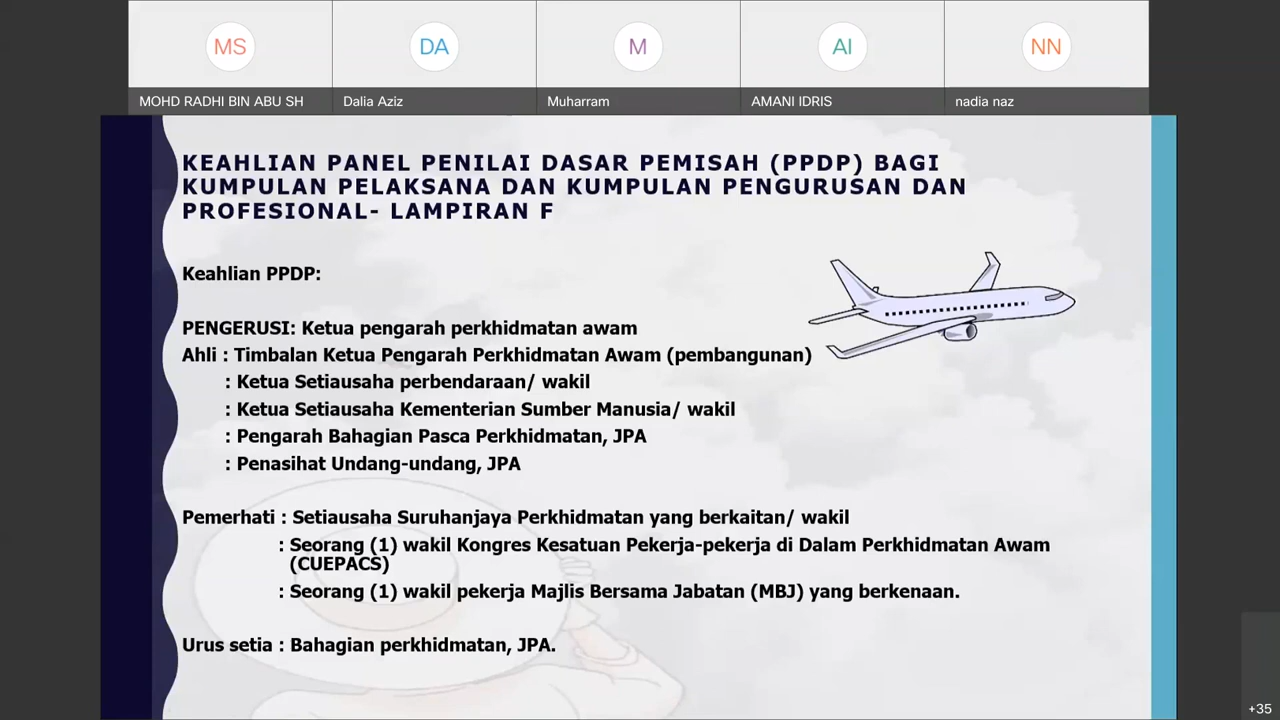 MS
DA
M
AI
NN
MOHD RADHI BIN ABU SH
Dalia Aziz
Muharram
AMANI IDRIS
nadia naz
KEAHLIAN PANEL PENILAI DASAR PEMISAH (PPDP) BAGI
KUMPULAN PELAKSANA DAN KUMPULAN PENGURUSAN DAN
PROFESIONAL- LAMPIRAN F
Keahlian PPDP:
PENGERUSI: Ketua pengarah perkhidmatan awam
Ahli : Timbalan Ketua Pengarah Perkhidmatan Awam (pembangunan)
: Ketua Setiausaha perbendaraan/ wakil
: Ketua Setiausaha Kementerian Sumber Manusia/ wakil
: Pengarah Bahagian Pasca Perkhidmatan, JPA
: Penasihat Undang-undang, JPA
Pemerhati : Setiausaha Suruhanjaya Perkhidmatan yang berkaitan/ wakil
: Seorang (1) wakil Kongres Kesatuan Pekerja-pekerja di Dalam Perkhidmatan Awam
(CUEPACS)
: Seorang (1) wakil pekerja Majlis Bersama Jabatan (MBJ) yang berkenaan.
Urus setia : Bahagian perkhidmatan, JPA.
+35